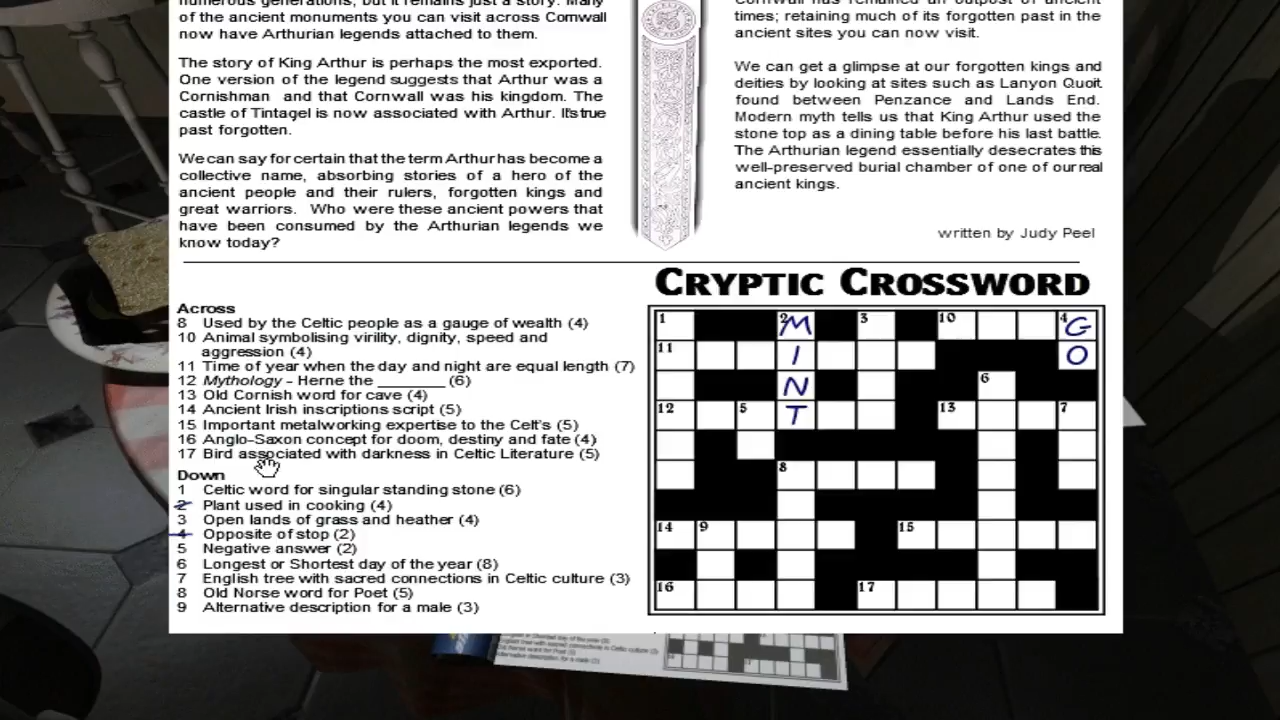 numerous generations, but it remains just a story. Many
of the ancient monuments you can visit across Cornwall
now have Arthurian legends attached to them.
The story of King Arthur is perhaps the most exported.
One version of the legend suggests that Arthur was a
Cornishman and that Cornwall was his kingdom. The
castle of Tintagel is now associated with Arthur. It's true
past forgotten.
We can say for certain that the term Arthur has become a
collective name, absorbing stories of a hero of the
ancient people and their rulers, forgotten kings and
great warriors. Who were these ancient powers that
have been consumed by the Arthurian legends we
know today?
Cornwall has remained an outpost of ancient
times; retaining much of its forgotten past in the
ancient sites you can now visit.
We can get a glimpse at our forgotten kings and
deities by looking at sites such as Lanyon Quoit
found between Penzance and Lands End.
Modern myth tells us that King Arthur used the
stone top as a dining table before his last battle.
The Arthurian legend essentially desecrates this
well-preserved burial chamber of one of our real
ancient kings.
written by Judy Peel
Across
8 Used by the Celtic people as a gauge of wealth (4)
10 Animal symbolising virility, dignity, speed and
aggression (4)
11 Time of year when the day and night are equal length (7)
12 Mythology - Herne the ________ (6)
13 Old Cornish word for cave (4)
14 Ancient Irish inscriptions script (5)
15 Important metalworking expertise to the Celt's (5)
16 Anglo-Saxon concept for doom, destiny and fate (4)
17 Bird associated with darkness in Celtic Literature (5)
Down
1 Celtic word for singular standing stone (6)
2 Plant used in cooking (4)
3 Open lands of grass and heather (4)
4 Opposite of stop (2)
5 Negative answer (2)
6 Longest or Shortest day of the year (8)
7 English tree with sacred connections in Celtic culture (3)
8 Old Norse word for Poet (5)
9 Alternative description for a male (3)
CRYPTIC CROSSWORD
1 2 M 3 10 4 G
11 I O
N 6
12 5 T 13 7
8
14 9 15
16 17